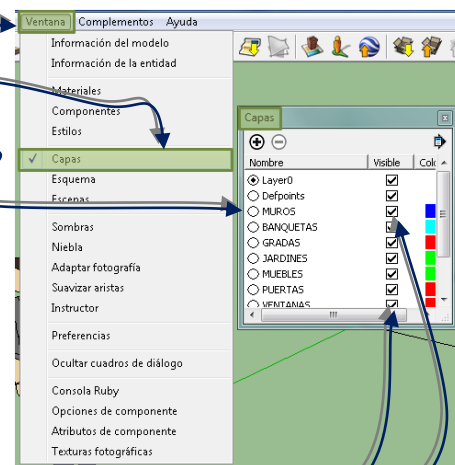 Ventana Complementos Ayuda
Información del modelo
Información de la entidad
Materiales
Componentes
Estilos
Capas
Esquema
Escenas
Sombras
Niebla
Adaptar fotografía
Suavizar aristas
Instructor
Preferencias
Ocultar cuadros de diálogo
Consola Ruby
Opciones de componente
Atributos de componente
Texturas fotográficas
Capas
Nombre Visible Colo
Layer0
Defpoints
MUROS
BANQUETAS
GRADAS
JARDINES
MUEBLES
PUERTAS
VENTANAS